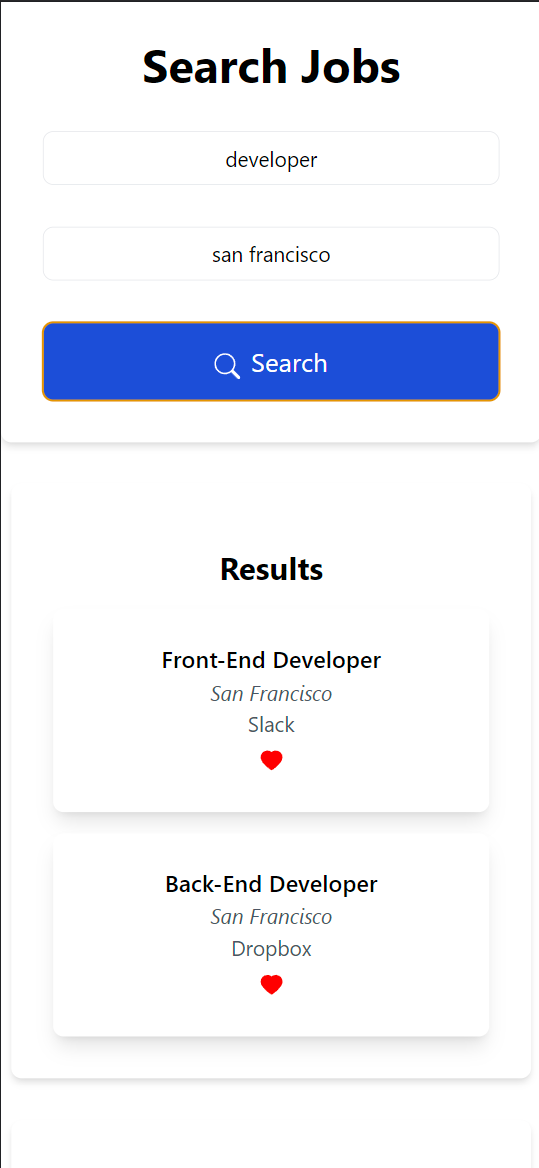 Search Jobs
developer
san francisco
Search
Results
Front-End Developer
San Francisco
Slack
Back-End Developer
San Francisco
Dropbox